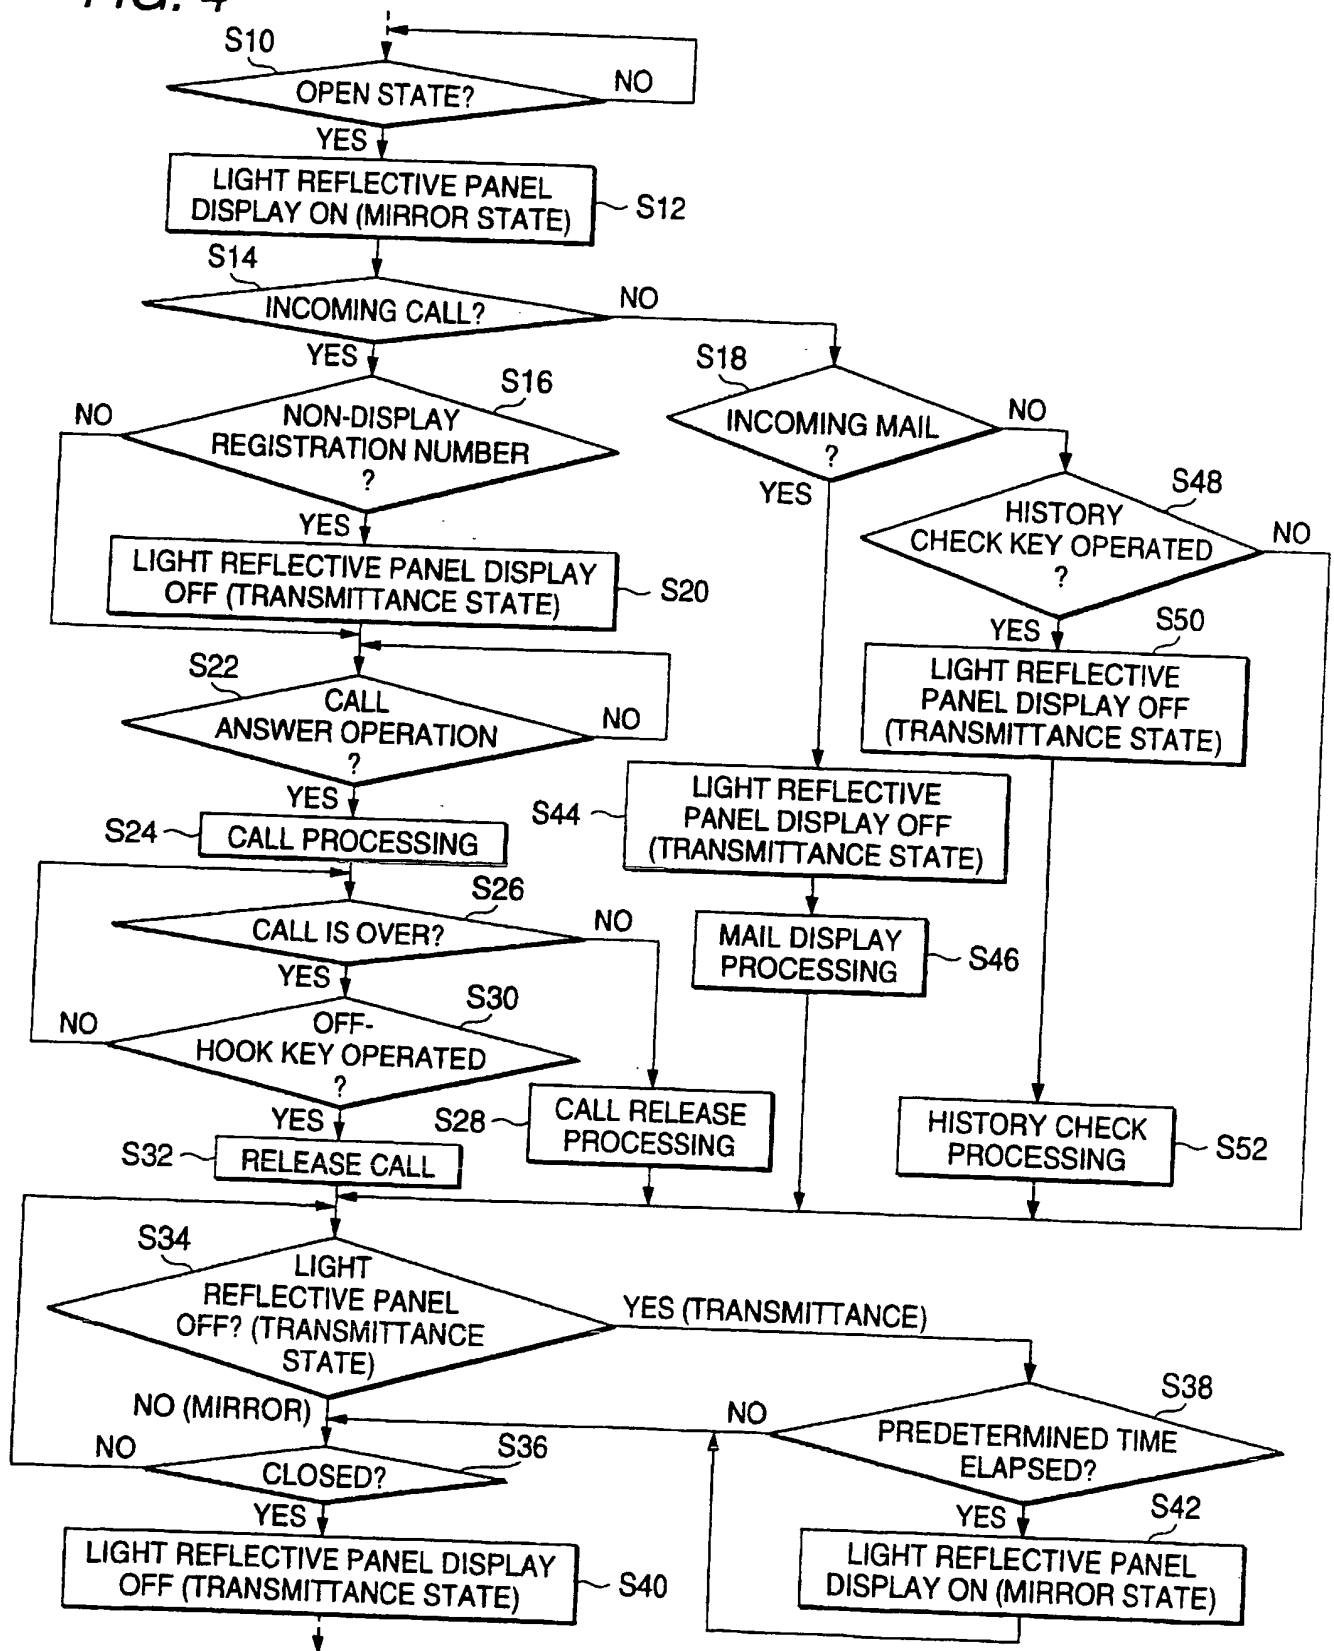 FIG. 4
S10
OPEN STATE?
NO
YES
LIGHT REFLECTIVE PANEL
DISPLAY ON (MIRROR STATE)
S12
S14
INCOMING CALL?
NO
YES
S16
NO
NON-DISPLAY
REGISTRATION NUMBER
?
YES
LIGHT REFLECTIVE PANEL DISPLAY
OFF (TRANSMITTANCE STATE)
S20
S18
INCOMING MAIL
?
NO
YES
S48
HISTORY
CHECK KEY OPERATED
?
NO
YES
S50
LIGHT REFLECTIVE
PANEL DISPLAY OFF
(TRANSMITTANCE STATE)
S22
CALL
ANSWER OPERATION
?
NO
YES
S24
CALL PROCESSING
S44
LIGHT REFLECTIVE
PANEL DISPLAY OFF
(TRANSMITTANCE STATE)
S26
CALL IS OVER?
NO
YES
MAIL DISPLAY
PROCESSING
S46
S30
NO
OFF-
HOOK KEY OPERATED
?
YES
S28
CALL RELEASE
PROCESSING
HISTORY CHECK
PROCESSING
S52
S32
RELEASE CALL
S34
LIGHT
REFLECTIVE PANEL
OFF? (TRANSMITTANCE
STATE)
YES (TRANSMITTANCE)
NO (MIRROR)
S38
NO
PREDETERMINED TIME
ELAPSED?
YES
S42
LIGHT REFLECTIVE PANEL
DISPLAY ON (MIRROR STATE)
NO
S36
CLOSED?
YES
LIGHT REFLECTIVE PANEL DISPLAY
OFF (TRANSMITTANCE STATE)
S40